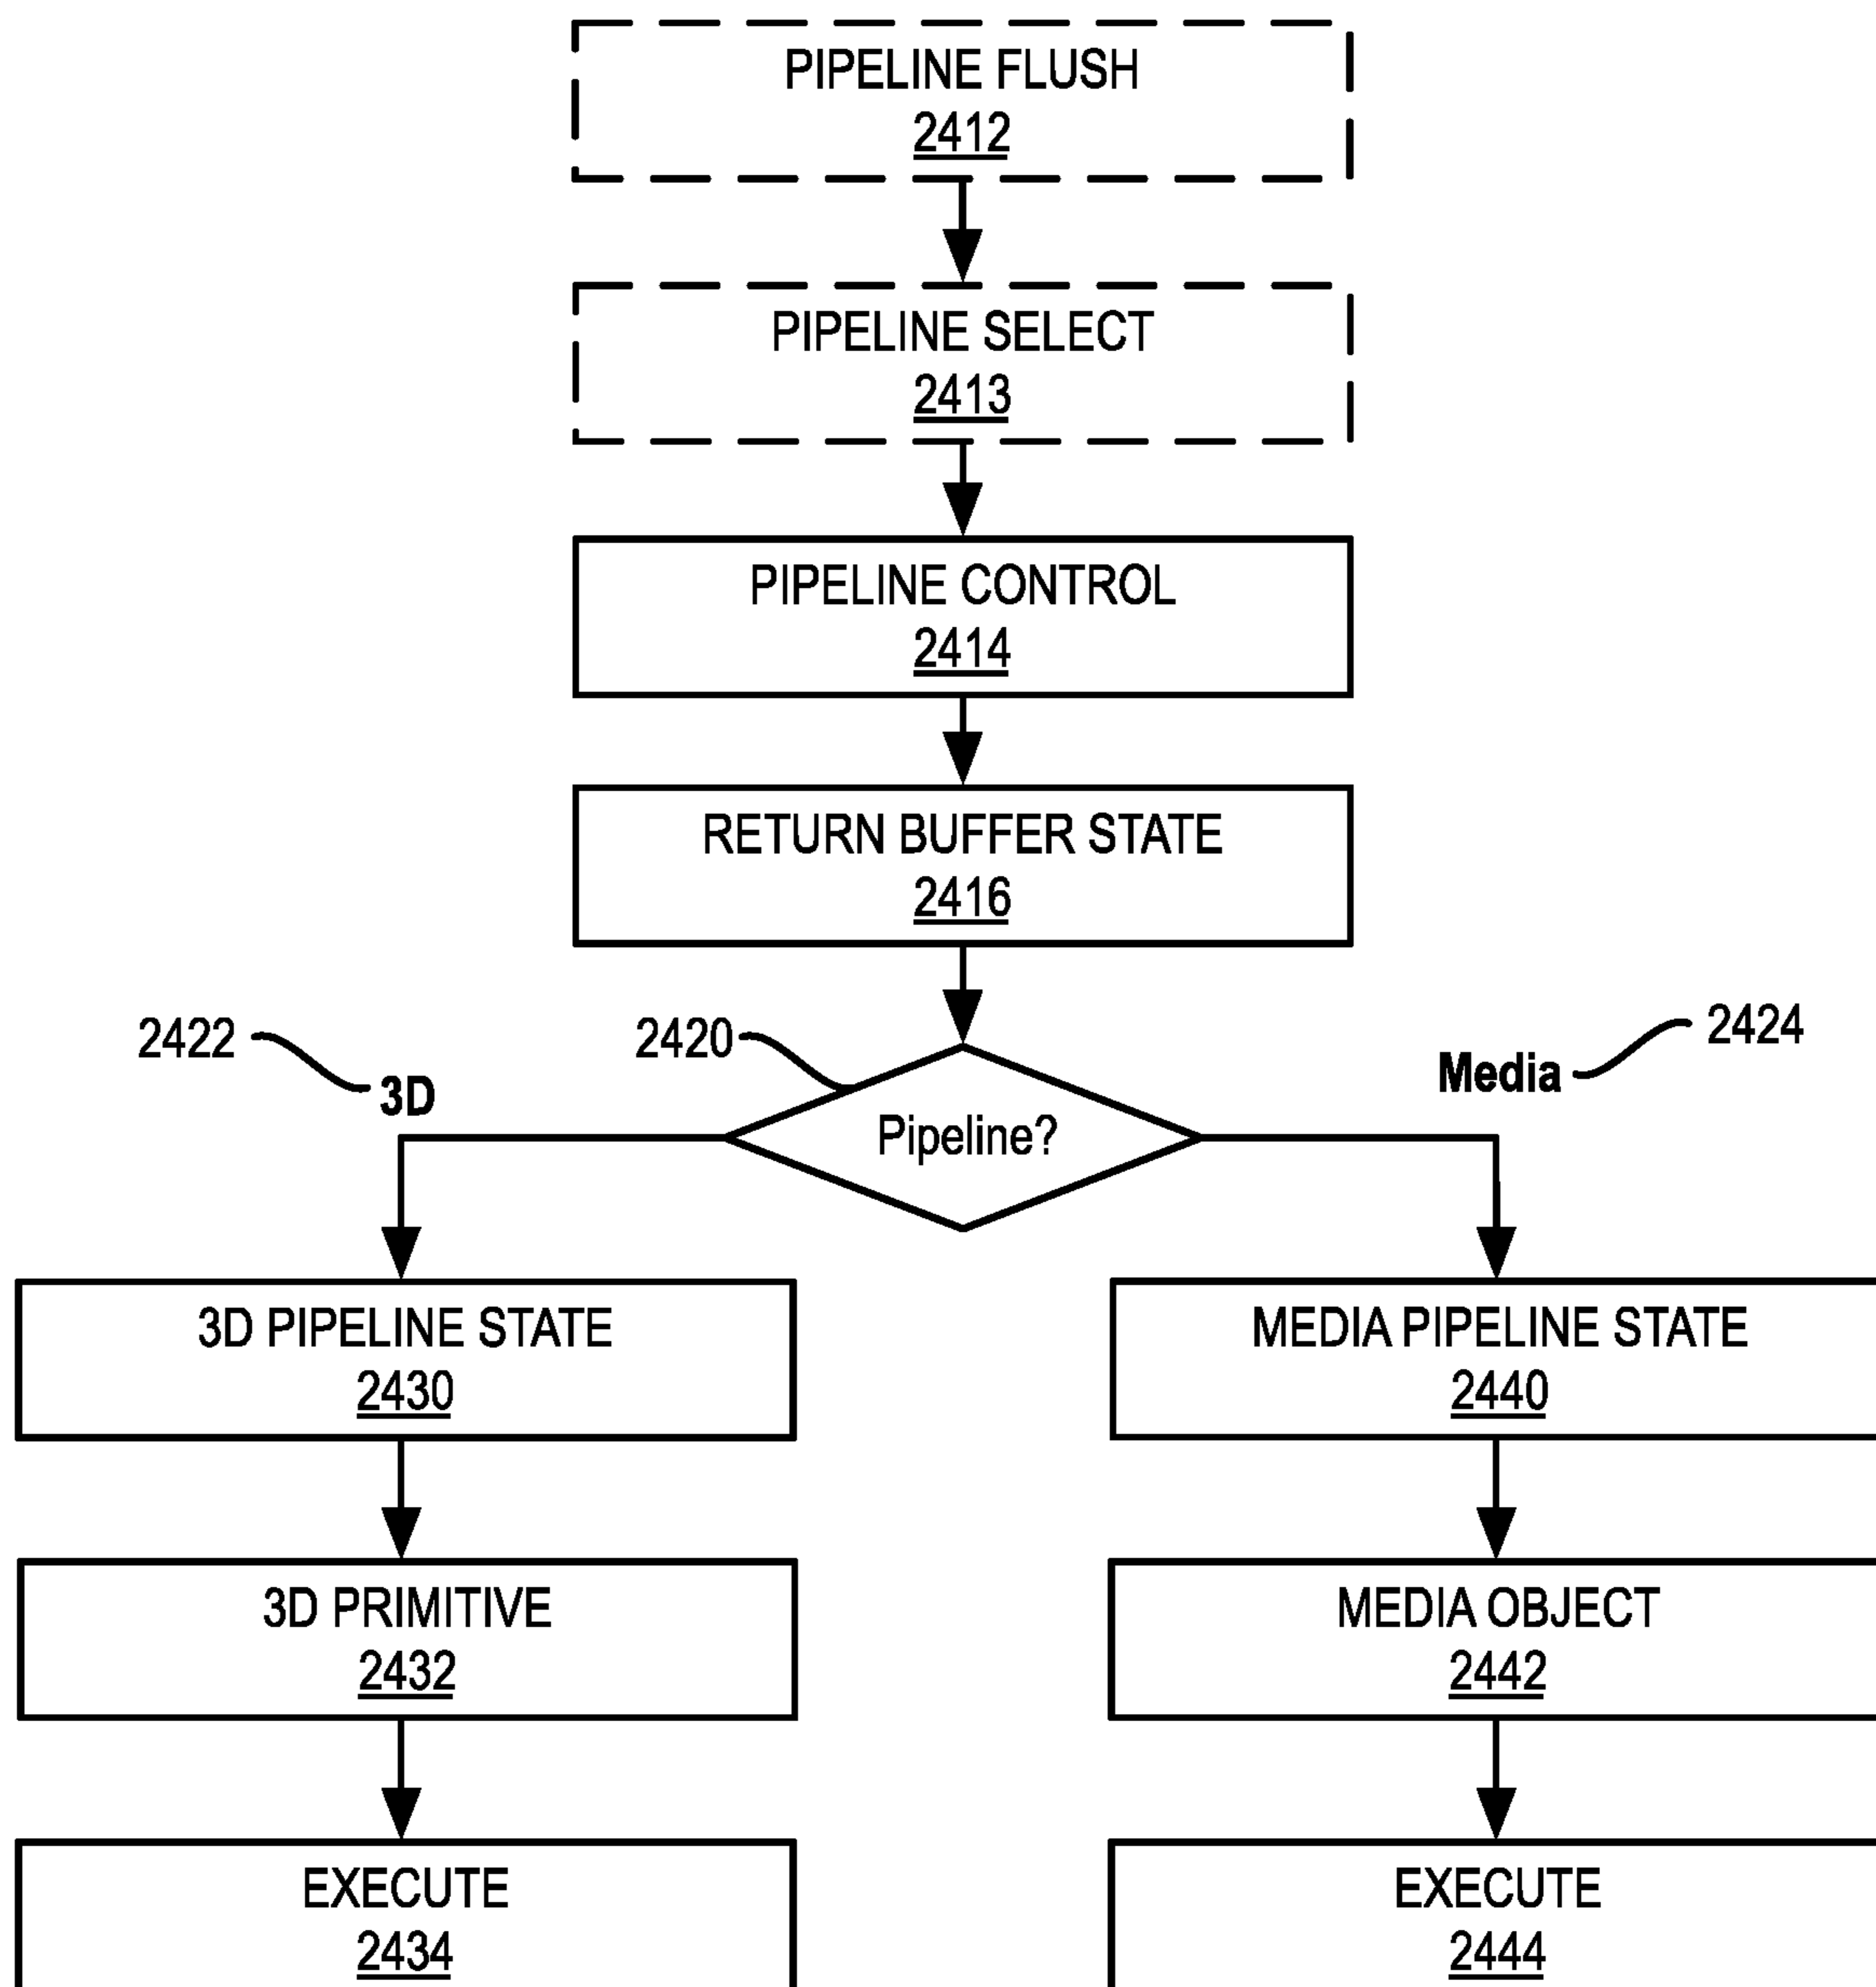 PIPELINE FLUSH
2412
PIPELINE SELECT
2413
PIPELINE CONTROL
2414
RETURN BUFFER STATE
2416
2422
3D
2420
Pipeline?
Media
2424
3D PIPELINE STATE
2430
3D PRIMITIVE
2432
EXECUTE
2434
MEDIA PIPELINE STATE
2440
MEDIA OBJECT
2442
EXECUTE
2444